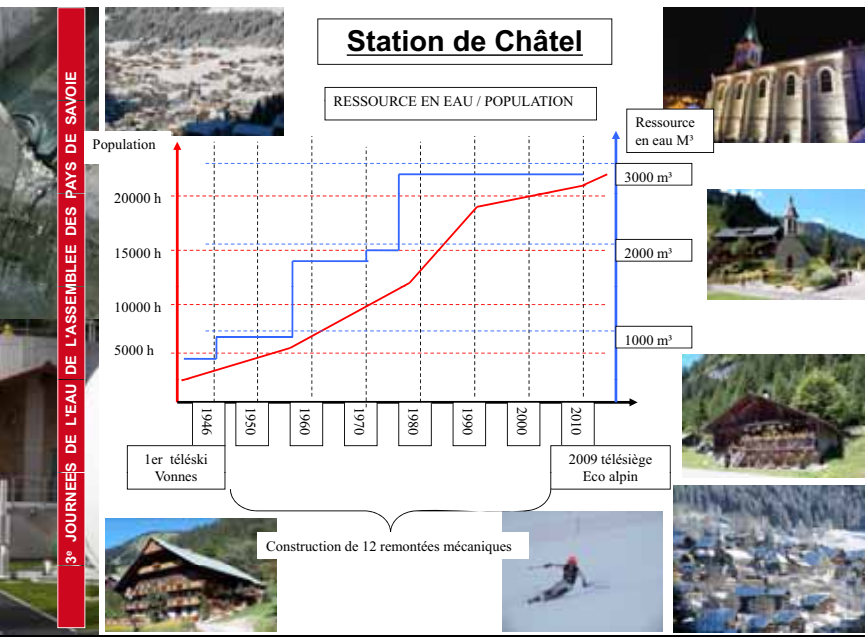 3e JOURNEES DE L'EAU DE L'ASSEMBLEE DES PAYS DE SAVOIE
Station de Châtel
RESSOURCE EN EAU / POPULATION
Population
Ressource
en eau M³
20000 h
15000 h
10000 h
5000 h
3000 m³
2000 m³
1000 m³
1946
1950
1960
1970
1980
1990
2000
2010
1er téléski
Vonnes
2009 télésiège
Eco alpin
Construction de 12 remontées mécaniques